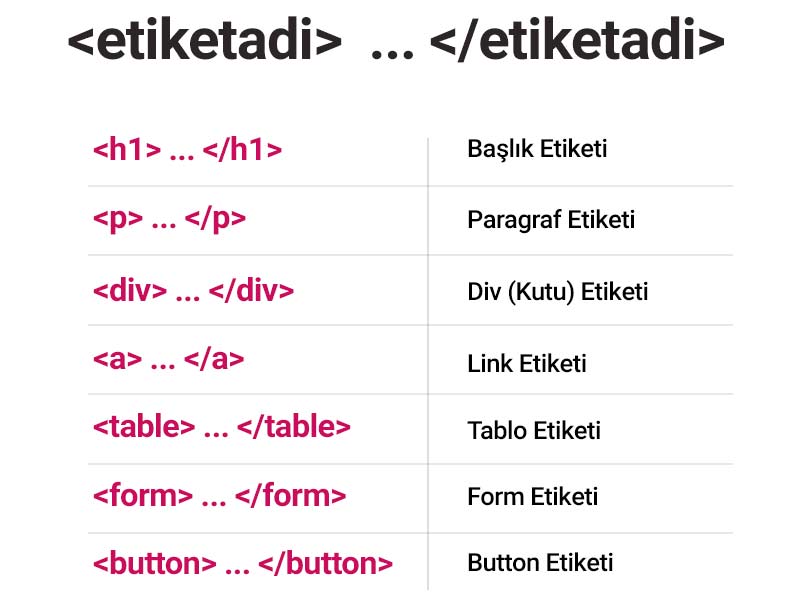 <etiketadi> ... </etiketadi>
<h1> ... </h1> Başlık Etiketi
<p> ... </p> Paragraf Etiketi
<div> ... </div> Div (Kutu) Etiketi
<a> ... </a> Link Etiketi
<table> ... </table> Tablo Etiketi
<form> ... </form> Form Etiketi
<button> ... </button> Button Etiketi